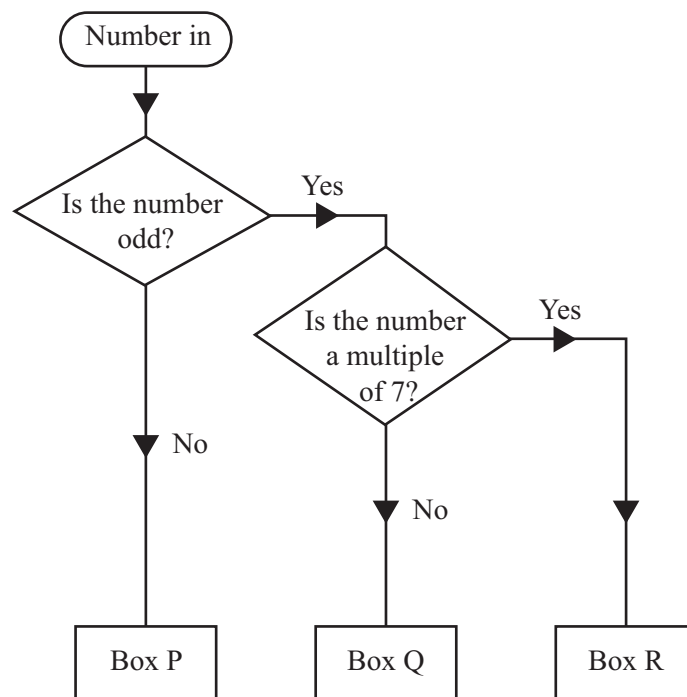 Number in
Is the number
odd?
Yes
Is the number
a multiple
of 7?
Yes
No
No
Box P
Box Q
Box R